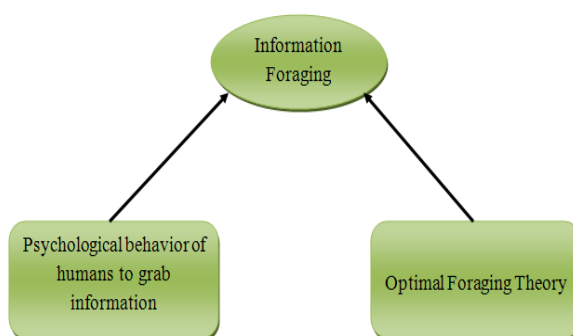 Information
Foraging
Psychological behavior of
humans to grab
information
Optimal Foraging Theory